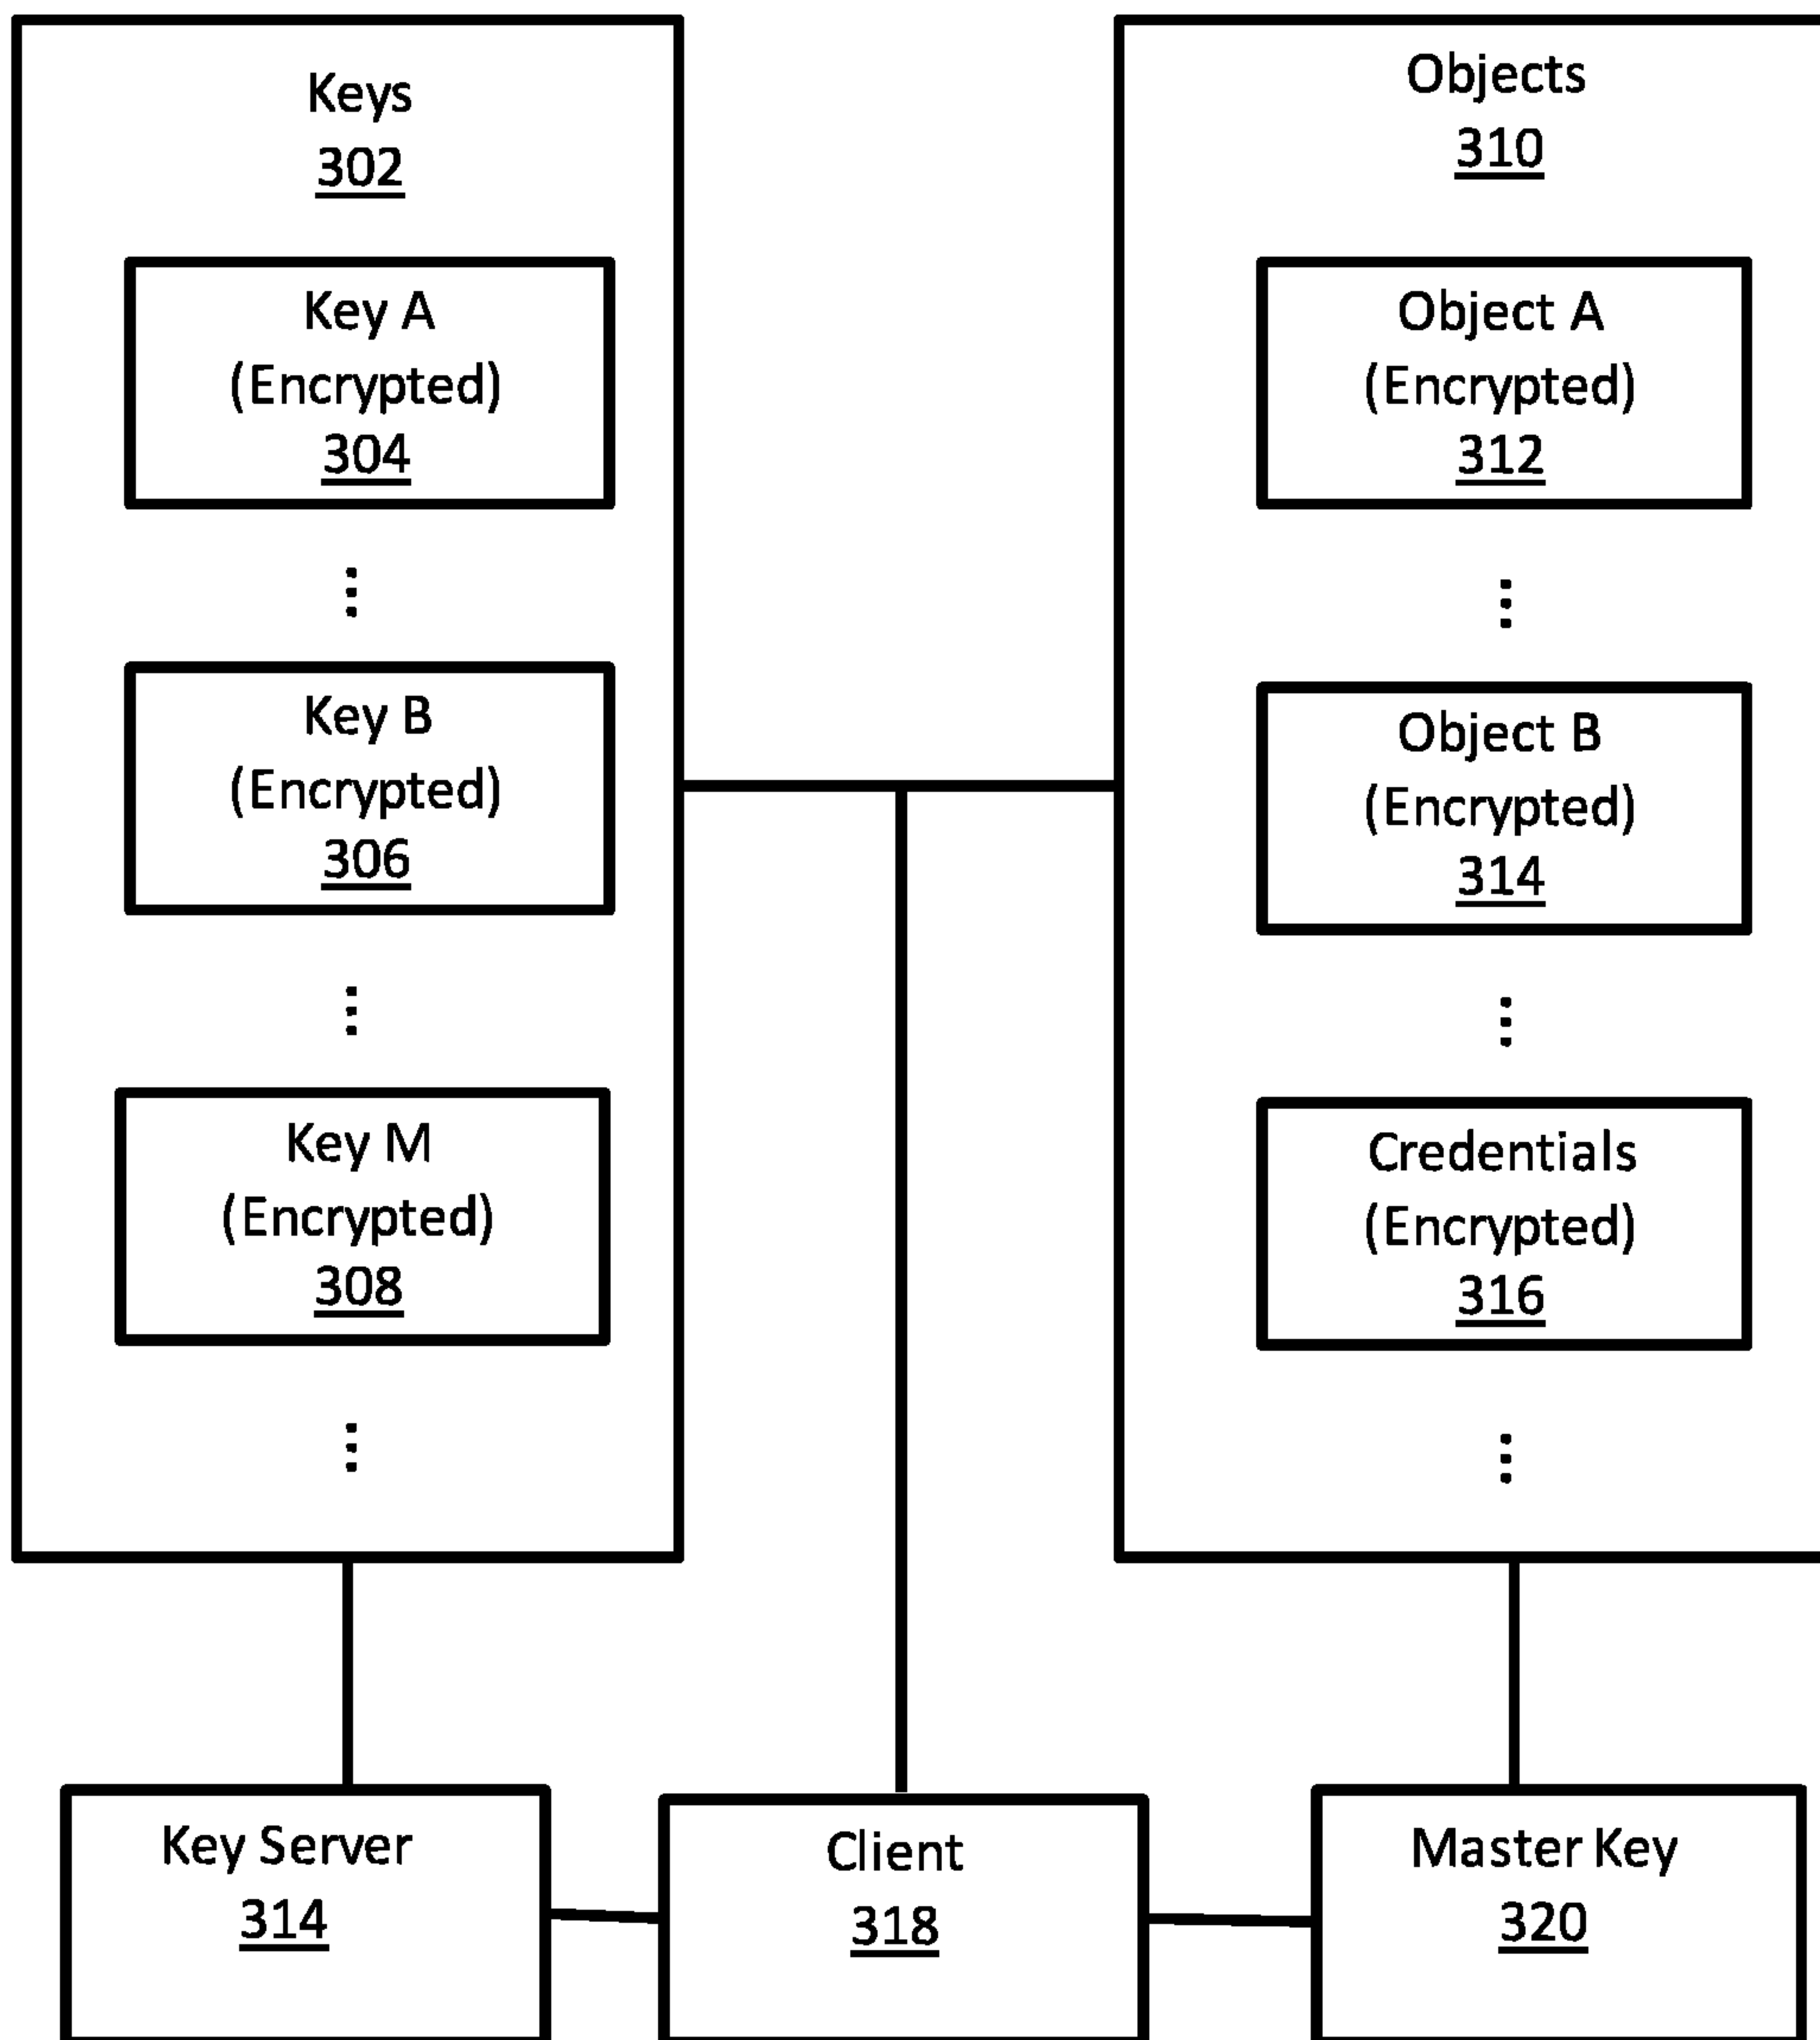 Keys
302
Key A
(Encrypted)
304
Key B
(Encrypted)
306
Key M
(Encrypted)
308
Objects
310
Object A
(Encrypted)
312
Object B
(Encrypted)
314
Credentials
(Encrypted)
316
Key Server
314
Client
318
Master Key
320